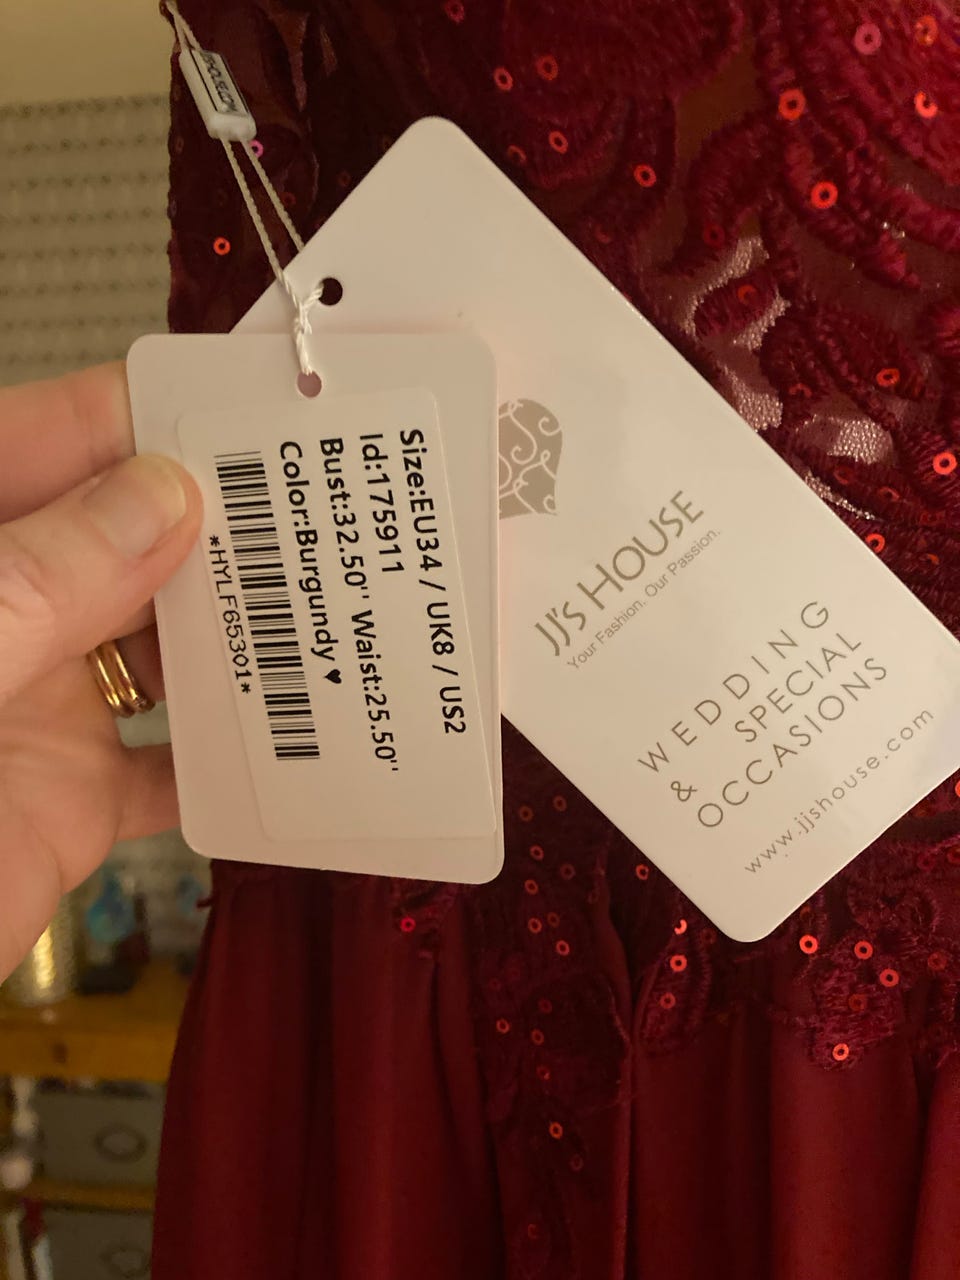 Size:EU34 / UK8 / US2
Id:175911
Bust:32.50'' Waist:25.50''
Color:Burgundy ♥
*HYLF65301*
JJ's HOUSE
Your Fashion. Our Passion.
WEDDING
& SPECIAL
OCCASIONS
www.jjshouse.com